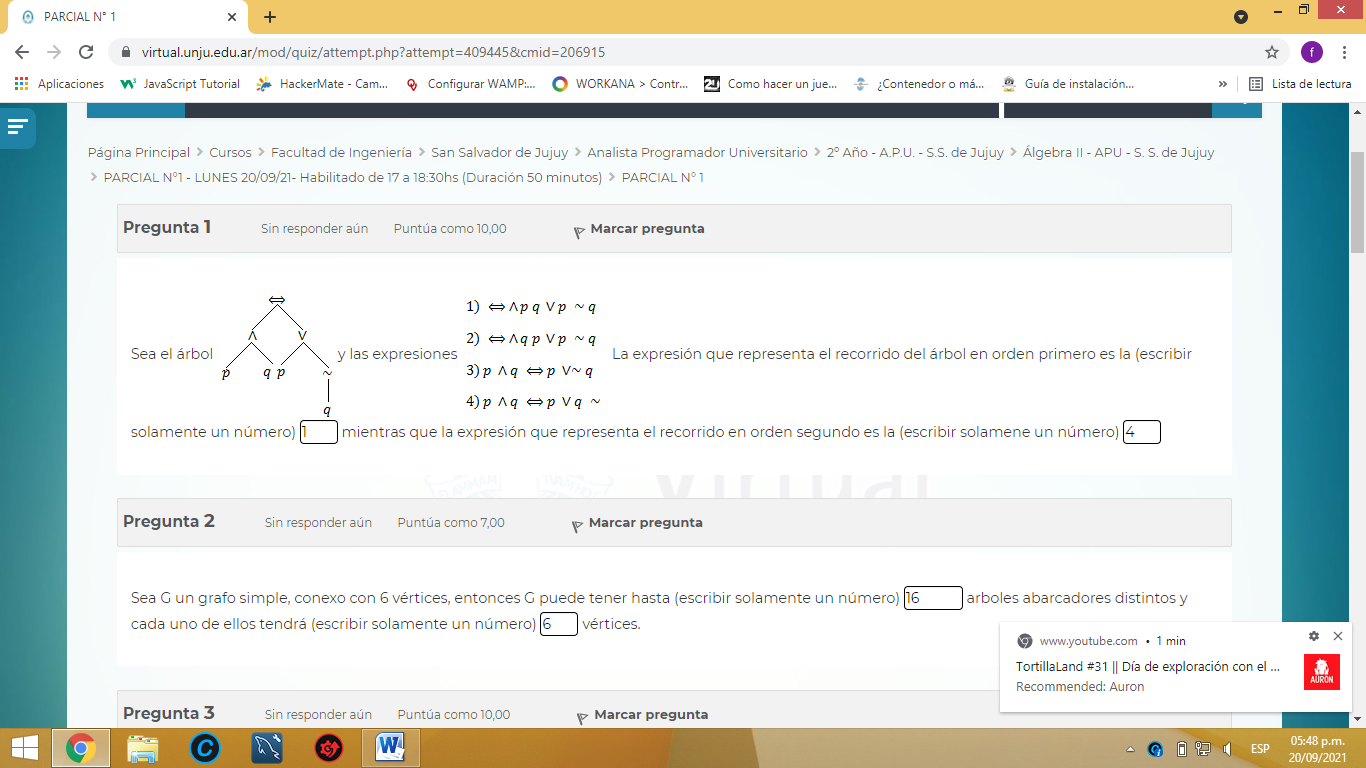 PARCIAL N° 1
virtual.unju.edu.ar/mod/quiz/attempt.php?attempt=409445&cmid=206915
f
Aplicaciones JavaScript Tutorial HackerMate - Cam... Configurar WAMP:... WORKANA > Contr... Como hacer un jue... ¿Contenedor o má... Guía de instalación... » Lista de lectura
Página Principal > Cursos > Facultad de Ingeniería > San Salvador de Jujuy > Analista Programador Universitario > 2º Año - A.P.U. - S.S. de Jujuy > Álgebra II - APU - S. S. de Jujuy
> PARCIAL N°1 - LUNES 20/09/21- Habilitado de 17 a 18:30hs (Duración 50 minutos) > PARCIAL N° 1
Pregunta 1 Sin responder aún Puntúa como 10,00 Marcar pregunta
⇔
∧ ∨
p q p ~
q
1) ⇔ ∧ p q ∨ p ~ q
2) ⇔ ∧ q p ∨ p ~ q
3) p ∧ q ⇔ p ∨ ~ q
4) p ∧ q ⇔ p ∨ q ~
Sea el árbol y las expresiones La expresión que representa el recorrido del árbol en orden primero es la (escribir
solamente un número) 1 mientras que la expresión que representa el recorrido en orden segundo es la (escribir solamene un número) 4
Virtual
Pregunta 2 Sin responder aún Puntúa como 7,00 Marcar pregunta
Sea G un grafo simple, conexo con 6 vértices, entonces G puede tener hasta (escribir solamente un número) 16 arboles abarcadores distintos y
cada uno de ellos tendrá (escribir solamente un número) 6 vértices.
www.youtube.com • 1 min
TortillaLand #31 || Día de exploración con el ...
Recommended: Auron
AURON
Pregunta 3 Sin responder aún Puntúa como 10,00 Marcar pregunta
ESP
05:48 p.m.
20/09/2021